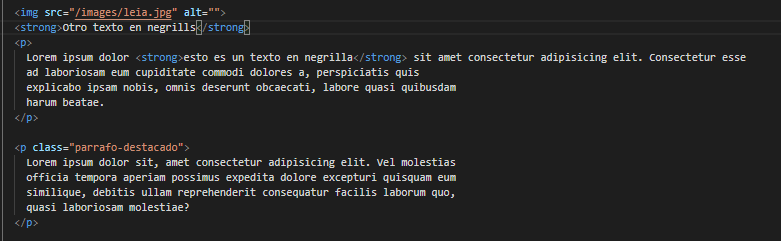 <img src="/images/leia.jpg" alt="">
<strong>Otro texto en negrills</strong>
<p>
Lorem ipsum dolor <strong>esto es un texto en negrilla</strong> sit amet consectetur adipisicing elit. Consectetur esse
ad laboriosam eum cupiditate commodi dolores a, perspiciatis quis
explicabo ipsam nobis, omnis deserunt obcaecati, labore quasi quibusdam
harum beatae.
</p>
<p class="parrafo-destacado">
Lorem ipsum dolor sit, amet consectetur adipisicing elit. Vel molestias
officia tempora aperiam possimus expedita dolore excepturi quisquam eum
similique, debitis ullam reprehenderit consequatur facilis laborum quo,
quasi laboriosam molestiae?
</p>